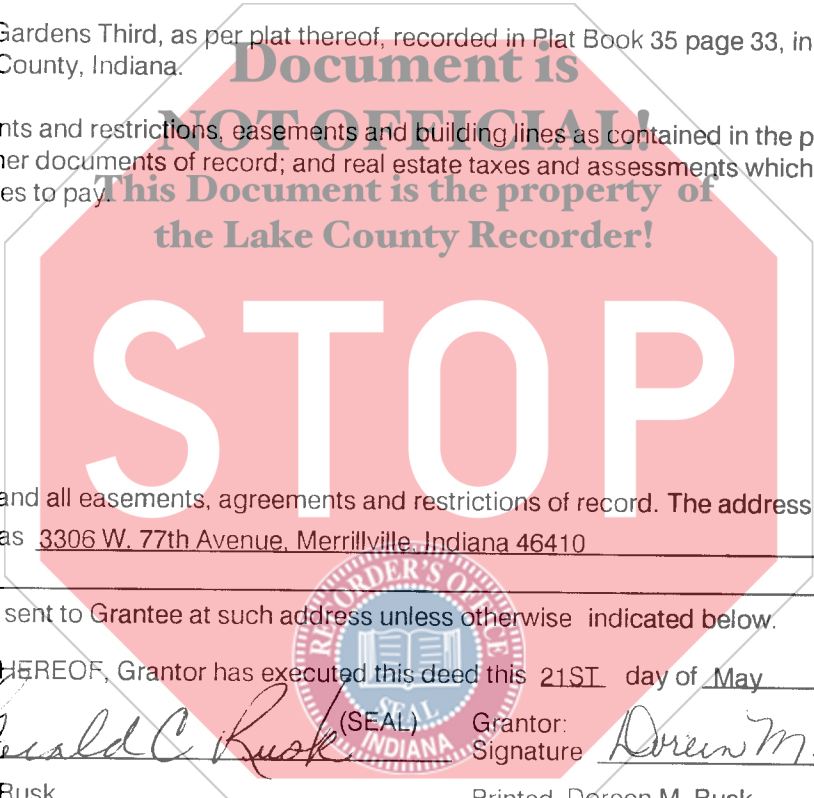 Gardens Third, as per plat thereof, recorded in Plat Book 35 page 33, in
County, Indiana.
Document is
NOT OFFICIAL!
nts and restrictions, easements and building lines as contained in the p
ner documents of record; and real estate taxes and assessments which
es to pay.
This Document is the property of
the Lake County Recorder!
STOP
and all easements, agreements and restrictions of record. The address
as 3306 W. 77th Avenue, Merrillville, Indiana 46410
sent to Grantee at such address unless otherwise indicated below.
HEREOF, Grantor has executed this deed this 21ST day of May
RECORDER'S OFFICE
SEAL
INDIANA
erald C Rusk (SEAL) Grantor:
Signature Doreen M.
Rusk Printed Doreen M. Rusk